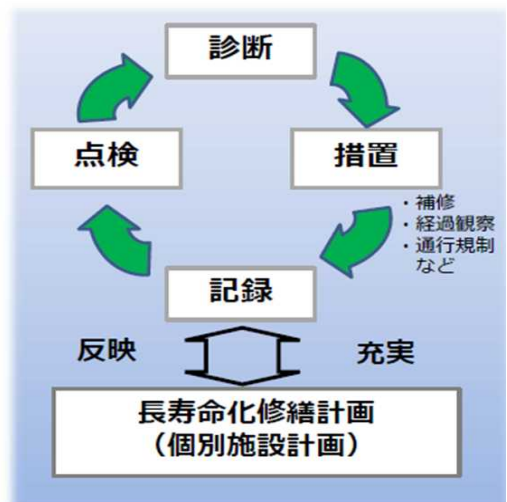 診断
点検
措置
・補修
・経過観察
・通行規制
など
記録
反映
充実
長寿命化修繕計画
(個別施設計画)